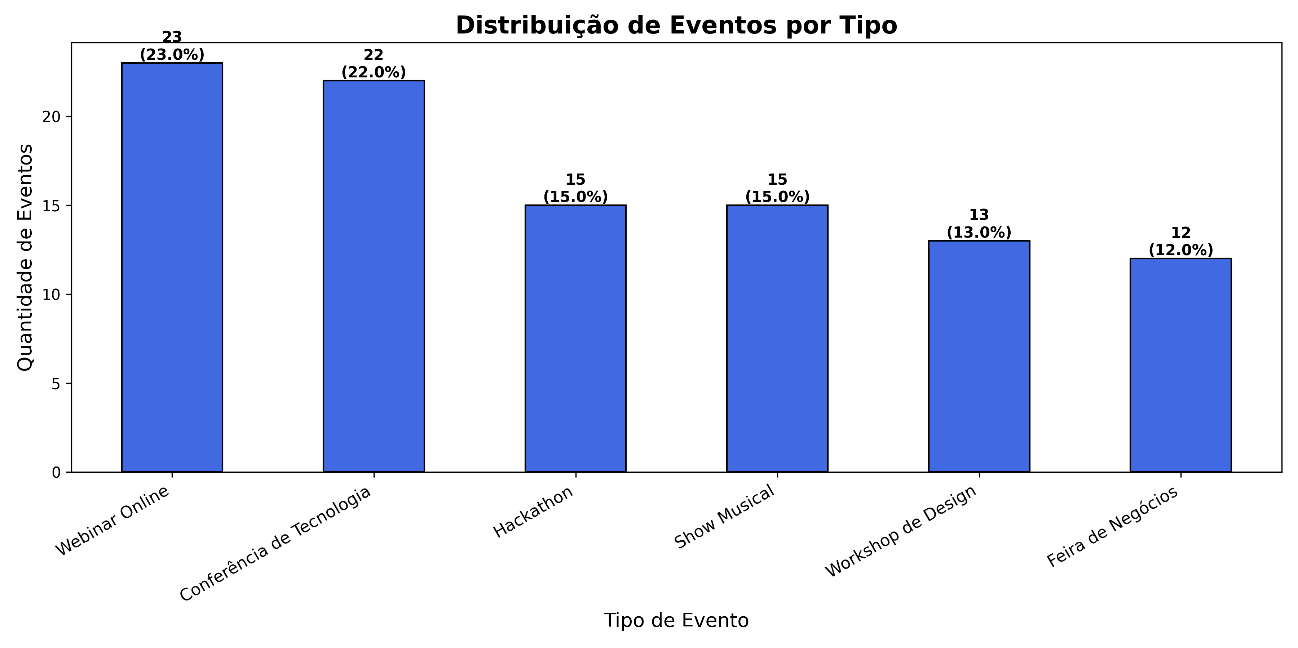 Distribuição de Eventos por Tipo
23
(23.0%)
22
(22.0%)
15
(15.0%)
15
(15.0%)
13
(13.0%)
12
(12.0%)
Quantidade de Eventos
20
15
10
5
0
Webinar Online
Conferência de Tecnologia
Hackathon
Show Musical
Workshop de Design
Feira de Negócios
Tipo de Evento